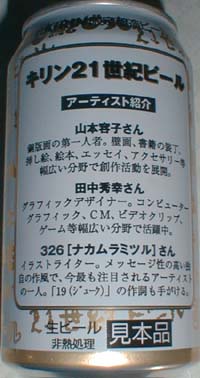 キリン21世紀ビール
アーティスト紹介
山本容子さん
銅版画の第一人者。壁画、書籍の装丁、
挿し絵、絵本、エッセイ、アクセサリー等
幅広い分野で創作活動を展開。
田中秀幸さん
グラフィックデザイナー。コンピューター
グラフィック、CM、ビデオクリップ、
ゲーム等幅広い分野で活躍中。
326［ナカムラミツル］さん
イラストライター。メッセージ性の高い独
自の作風で、今最も注目されるアーティスト
の一人。「19（ジューク）」の作詞も手がける。
21世紀ビール
生ビール
非熱処理
見本品